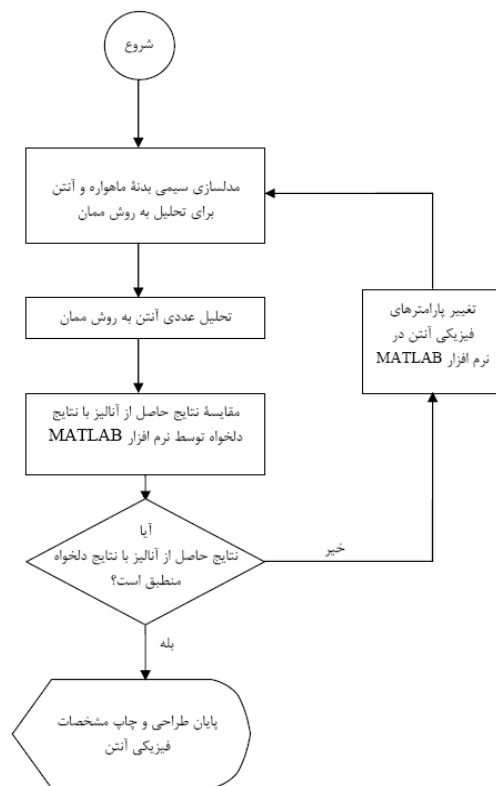 شروع
مدلسازی سیمی بدنهٔ ماهواره و آنتن
برای تحلیل به روش ممان
تحلیل عددی آنتن به روش ممان
مقایسهٔ نتایج حاصل از آنالیز با نتایج
دلخواه توسط نرم افزار MATLAB
آیا
نتایج حاصل از آنالیز با نتایج دلخواه
منطبق است؟
خیر
تغییر پارامترهای
فیزیکی آنتن در
نرم افزار MATLAB
بله
پایان طراحی و چاپ مشخصات
فیزیکی آنتن